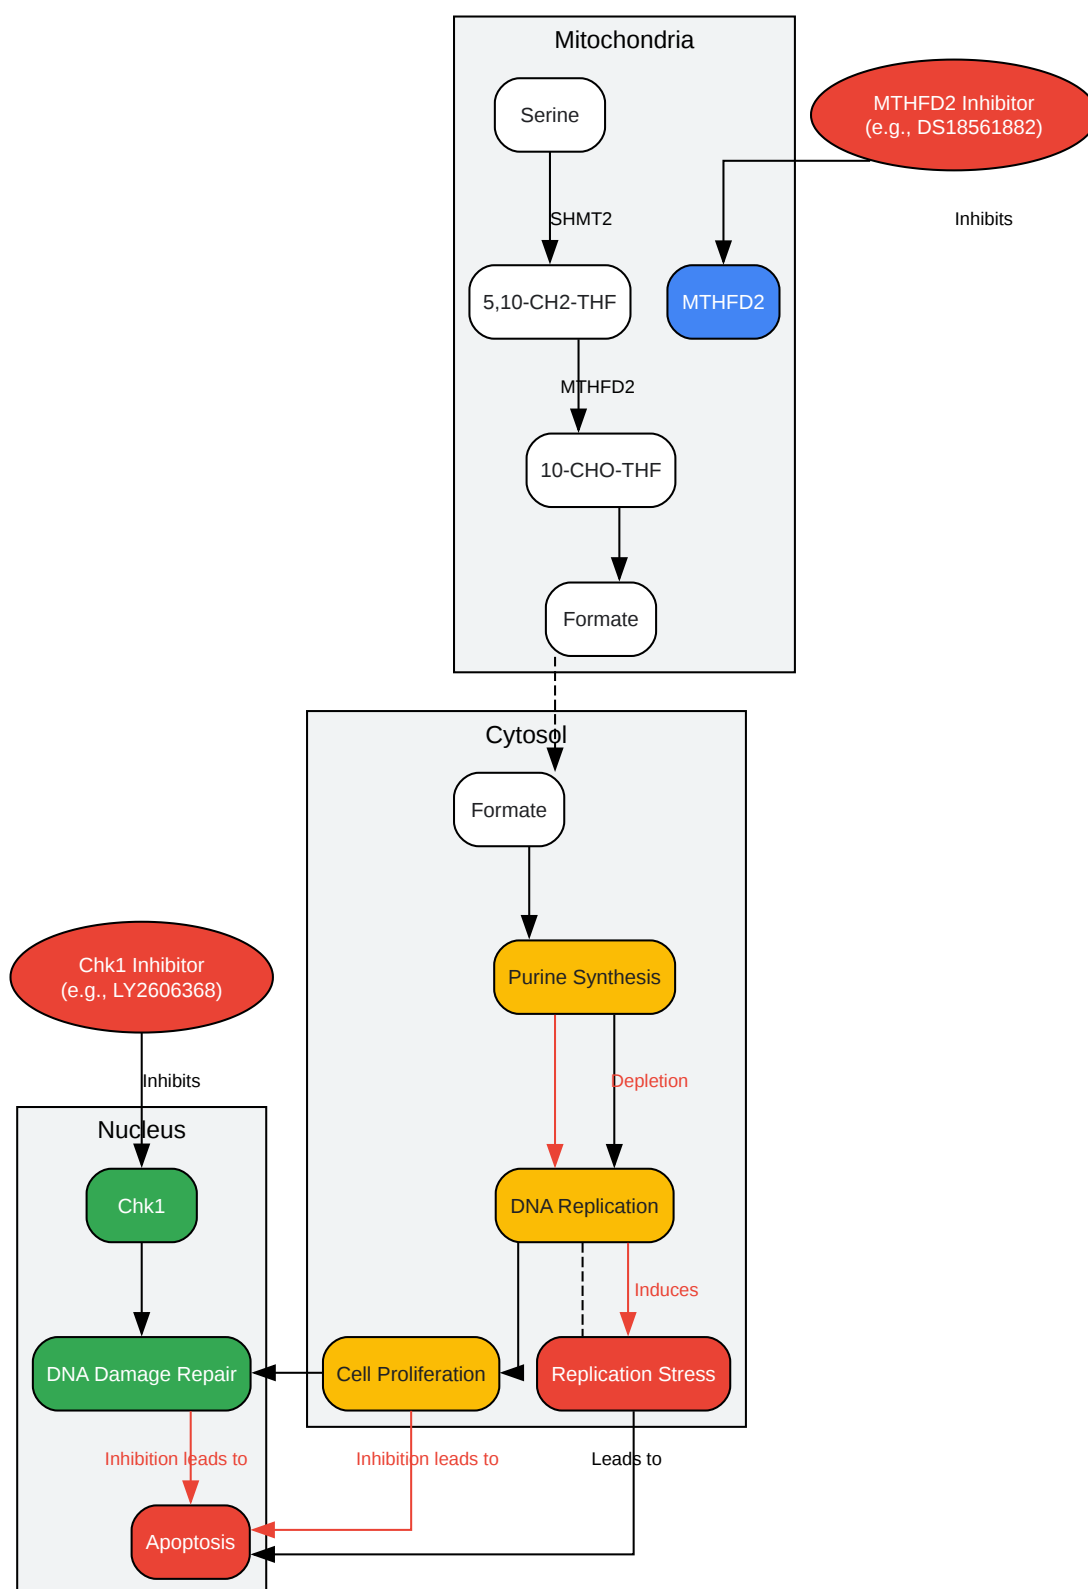 Mitochondria
Serine
MTHFD2 Inhibitor
(e.g., DS18561882)
SHMT2
Inhibits
5,10-CH2-THF
MTHFD2
MTHFD2
10-CHO-THF
Formate
Cytosol
Formate
Chk1 Inhibitor
(e.g., LY2606368)
Purine Synthesis
Inhibits
Depletion
Nucleus
Chk1
DNA Replication
Induces
DNA Damage Repair
Cell Proliferation
Replication Stress
Inhibition leads to
Inhibition leads to
Leads to
Apoptosis